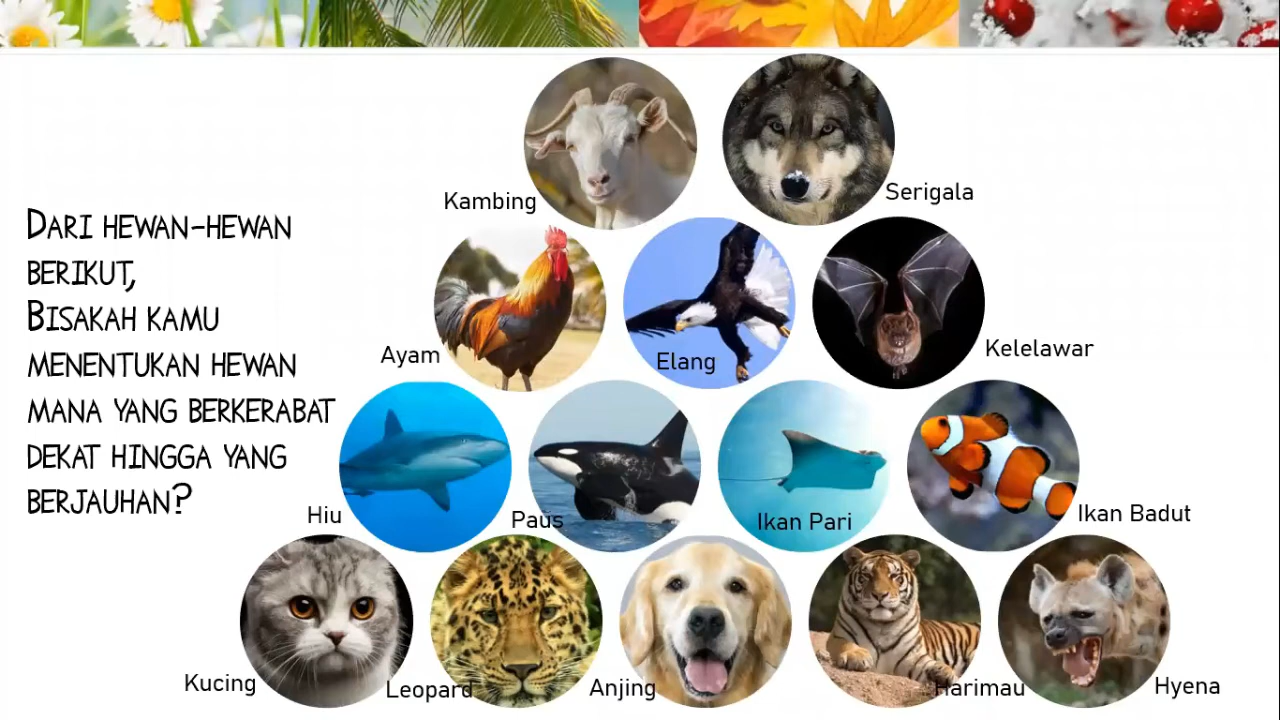 Dari hewan-hewan
berikut,
Bisakah kamu
menentukan hewan
mana yang berkerabat
dekat hingga yang
berjauhan?
Kambing
Serigala
Ayam
Elang
Kelelawar
Hiu
Paus
Ikan Pari
Ikan Badut
Kucing
Leopard
Anjing
Harimau
Hyena